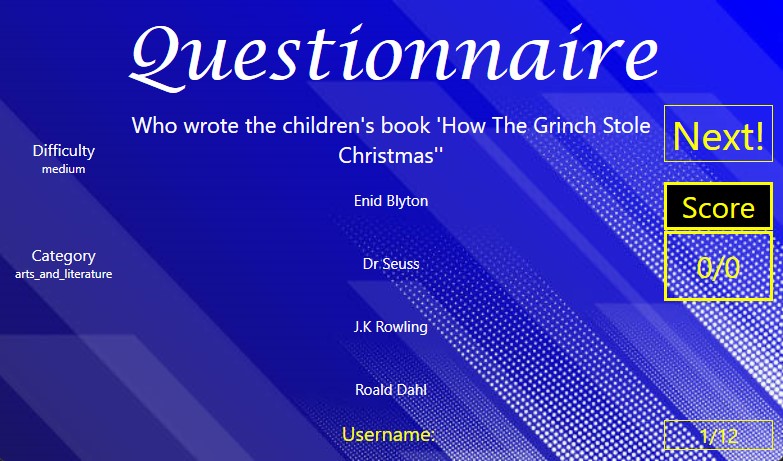 Questionnaire
Who wrote the children's book 'How The Grinch Stole
Christmas''
Next!
Difficulty
medium
Enid Blyton
Score
Category
arts_and_literature
Dr Seuss
0/0
J.K Rowling
Roald Dahl
Username:
1/12